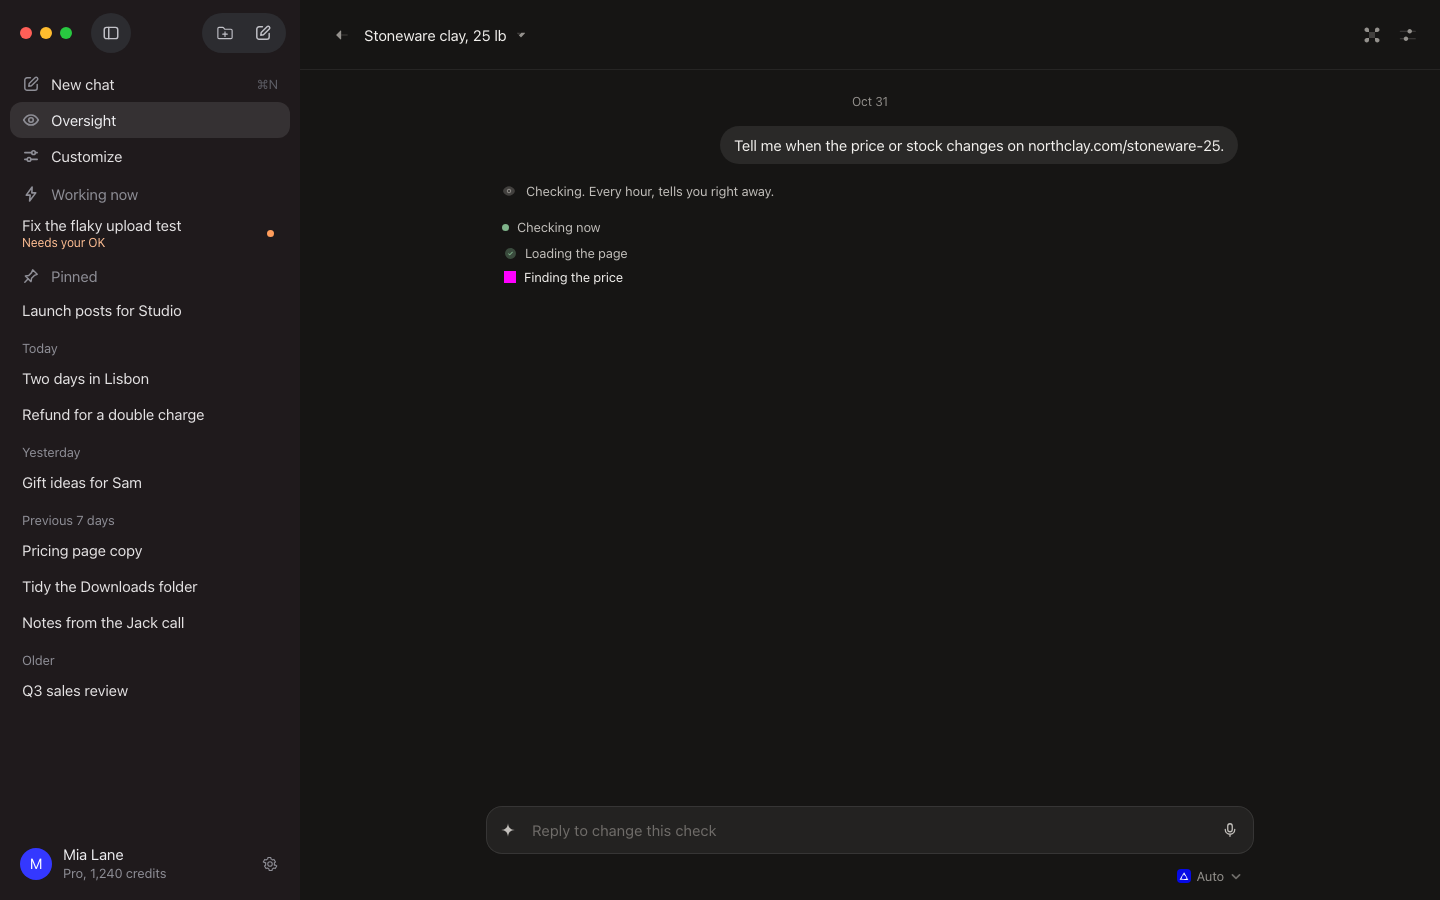 Stoneware clay, 25 lb
New chat
⌘N
Oversight
Customize
Working now
Fix the flaky upload test
Needs your OK
Pinned
Launch posts for Studio
Today
Two days in Lisbon
Refund for a double charge
Yesterday
Gift ideas for Sam
Previous 7 days
Pricing page copy
Tidy the Downloads folder
Notes from the Jack call
Older
Q3 sales review
M
Mia Lane
Pro, 1,240 credits
Oct 31
Tell me when the price or stock changes on northclay.com/stoneware-25.
Checking. Every hour, tells you right away.
Checking now
Loading the page
Finding the price
Reply to change this check
Auto